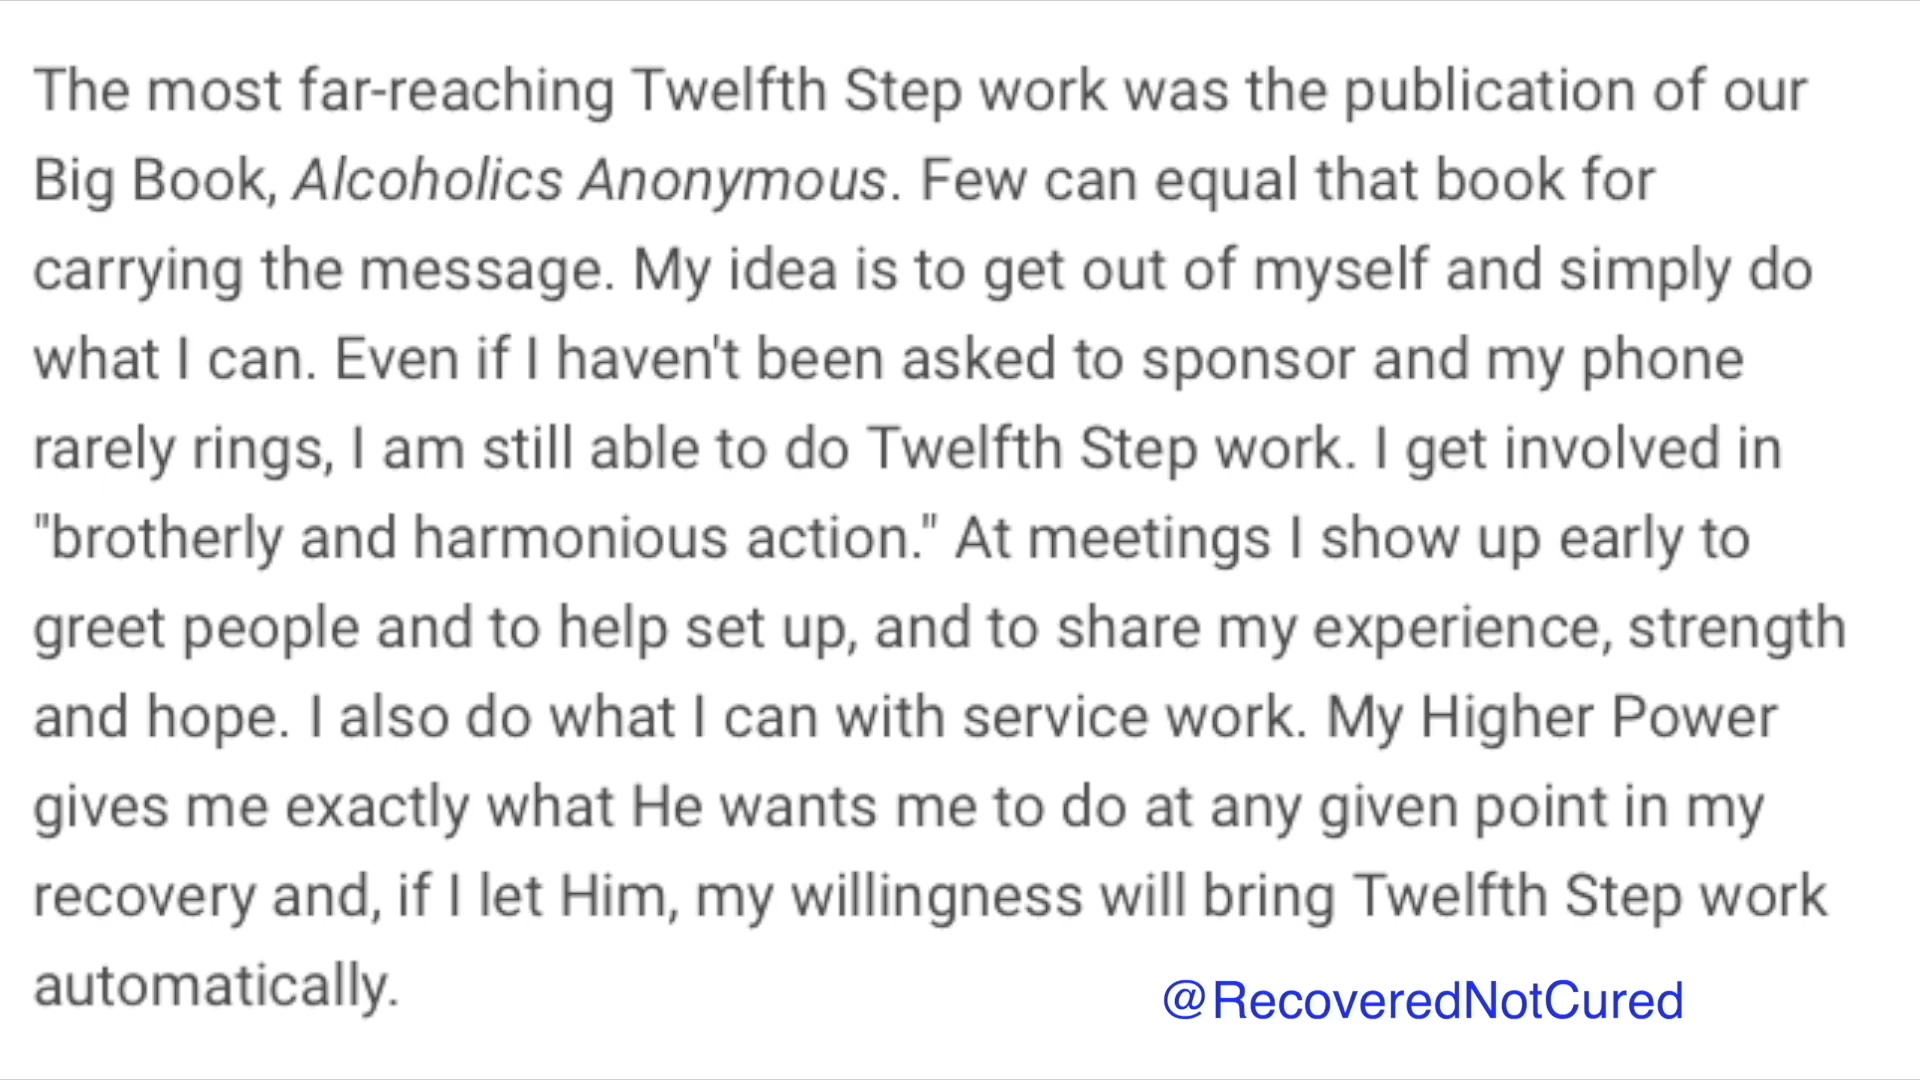 The most far-reaching Twelfth Step work was the publication of our
Big Book, Alcoholics Anonymous. Few can equal that book for
carrying the message. My idea is to get out of myself and simply do
what I can. Even if I haven't been asked to sponsor and my phone
rarely rings, I am still able to do Twelfth Step work. I get involved in
"brotherly and harmonious action." At meetings I show up early to
greet people and to help set up, and to share my experience, strength
and hope. I also do what I can with service work. My Higher Power
gives me exactly what He wants me to do at any given point in my
recovery and, if I let Him, my willingness will bring Twelfth Step work
automatically.
@RecoveredNotCured